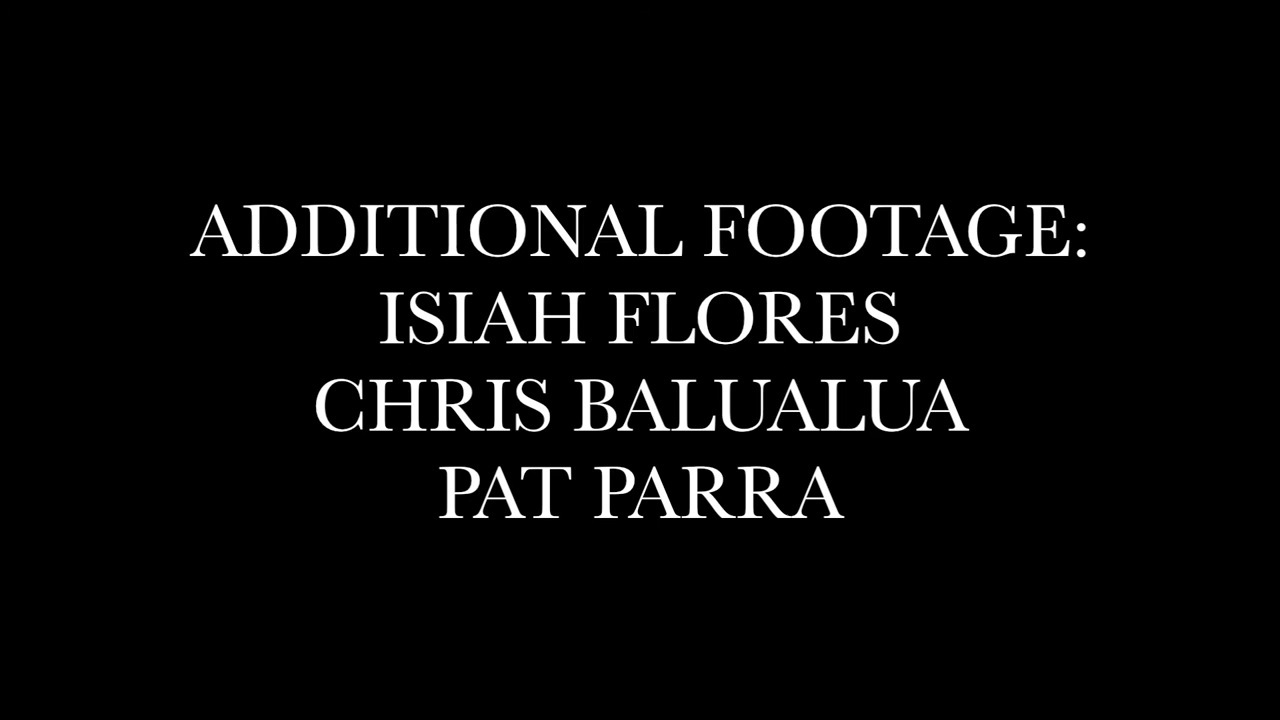 ADDITIONAL FOOTAGE:
ISIAH FLORES
CHRIS BALUALUA
PAT PARRA